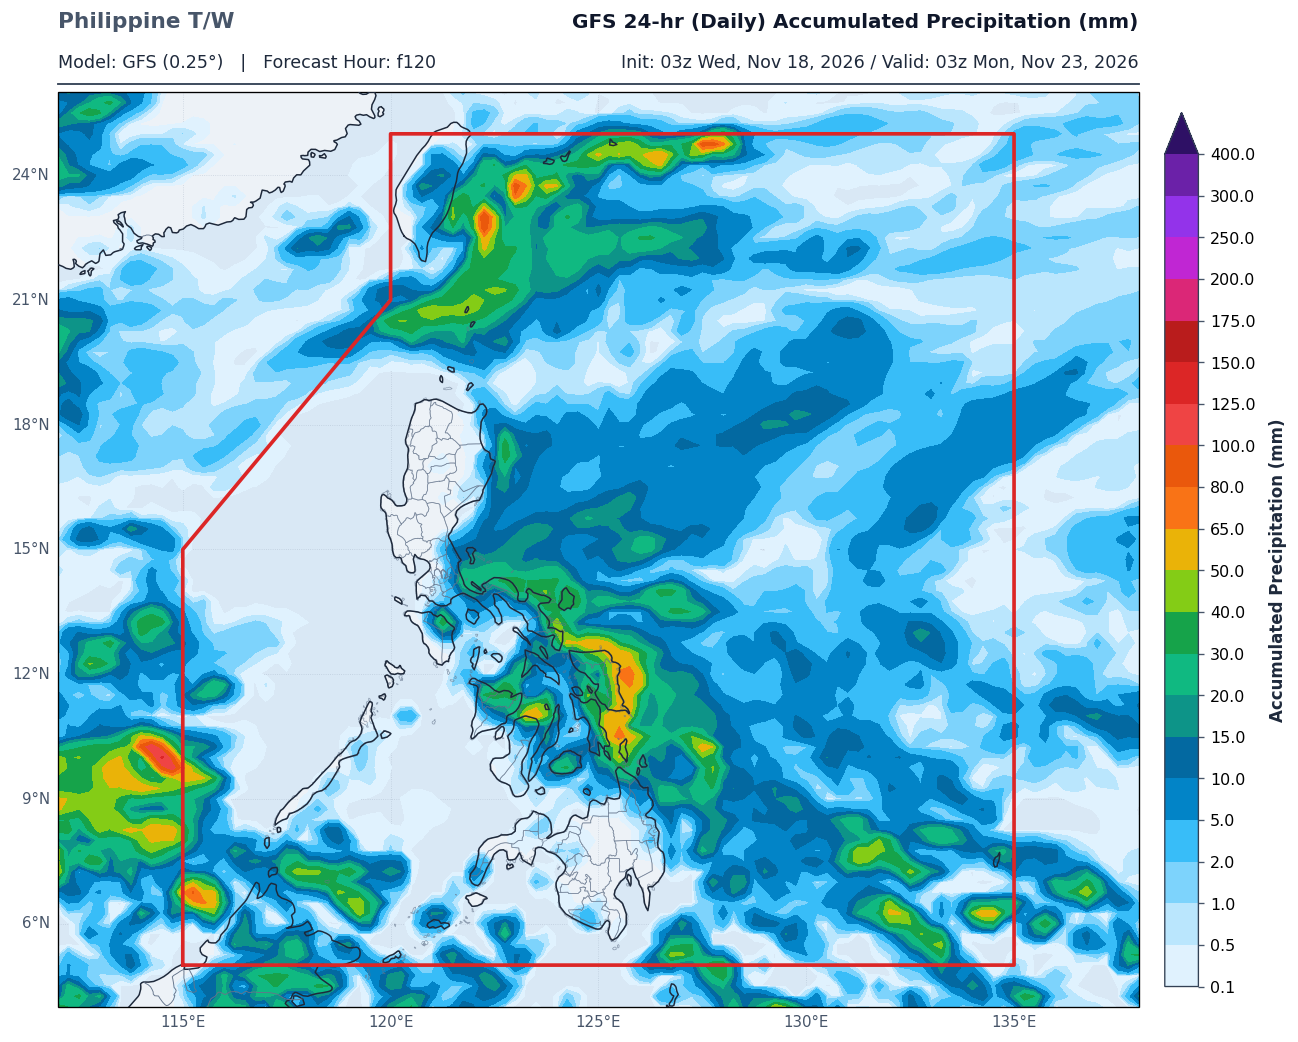 Philippine T/W
GFS 24-hr (Daily) Accumulated Precipitation (mm)
Model: GFS (0.25°)   |   Forecast Hour: f120
Init: 03z Wed, Nov 18, 2026 / Valid: 03z Mon, Nov 23, 2026
24°N
21°N
18°N
15°N
12°N
9°N
6°N
115°E
120°E
125°E
130°E
135°E
400.0
300.0
250.0
200.0
175.0
150.0
125.0
100.0
80.0
65.0
50.0
40.0
30.0
20.0
15.0
10.0
5.0
2.0
1.0
0.5
0.1
Accumulated Precipitation (mm)